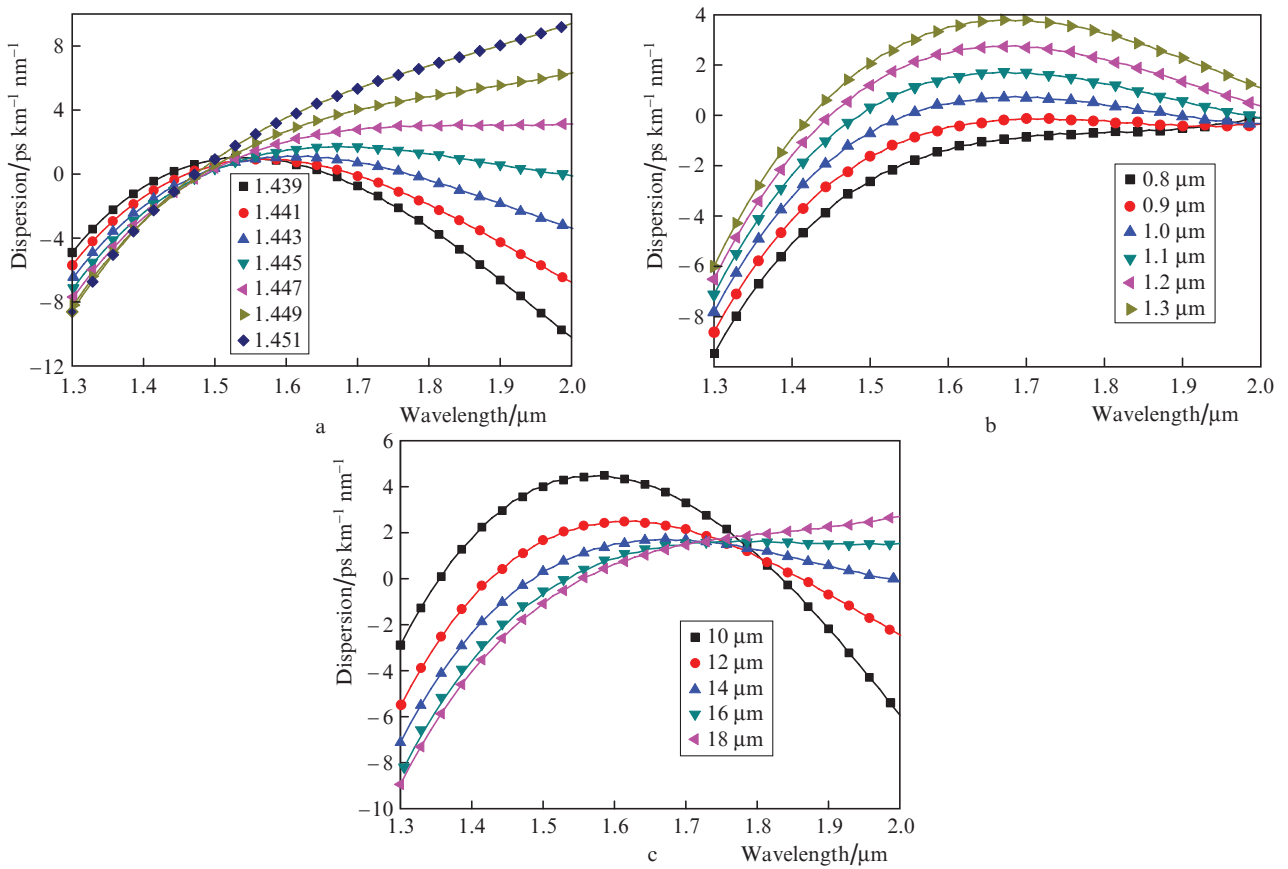 Dispersion/ps km⁻¹ nm⁻¹
8
4
0
−4
−8
−12
1.439
1.441
1.443
1.445
1.447
1.449
1.451
1.3 1.4 1.5 1.6 1.7 1.8 1.9 2.0
Wavelength/μm
a
Dispersion/ps km⁻¹ nm⁻¹
4
2
0
−2
−4
−6
−8
0.8 μm
0.9 μm
1.0 μm
1.1 μm
1.2 μm
1.3 μm
1.3 1.4 1.5 1.6 1.7 1.8 1.9 2.0
Wavelength/μm
b
Dispersion/ps km⁻¹ nm⁻¹
6
4
2
0
−2
−4
−6
−8
−10
10 μm
12 μm
14 μm
16 μm
18 μm
1.3 1.4 1.5 1.6 1.7 1.8 1.9 2.0
Wavelength/μm
c